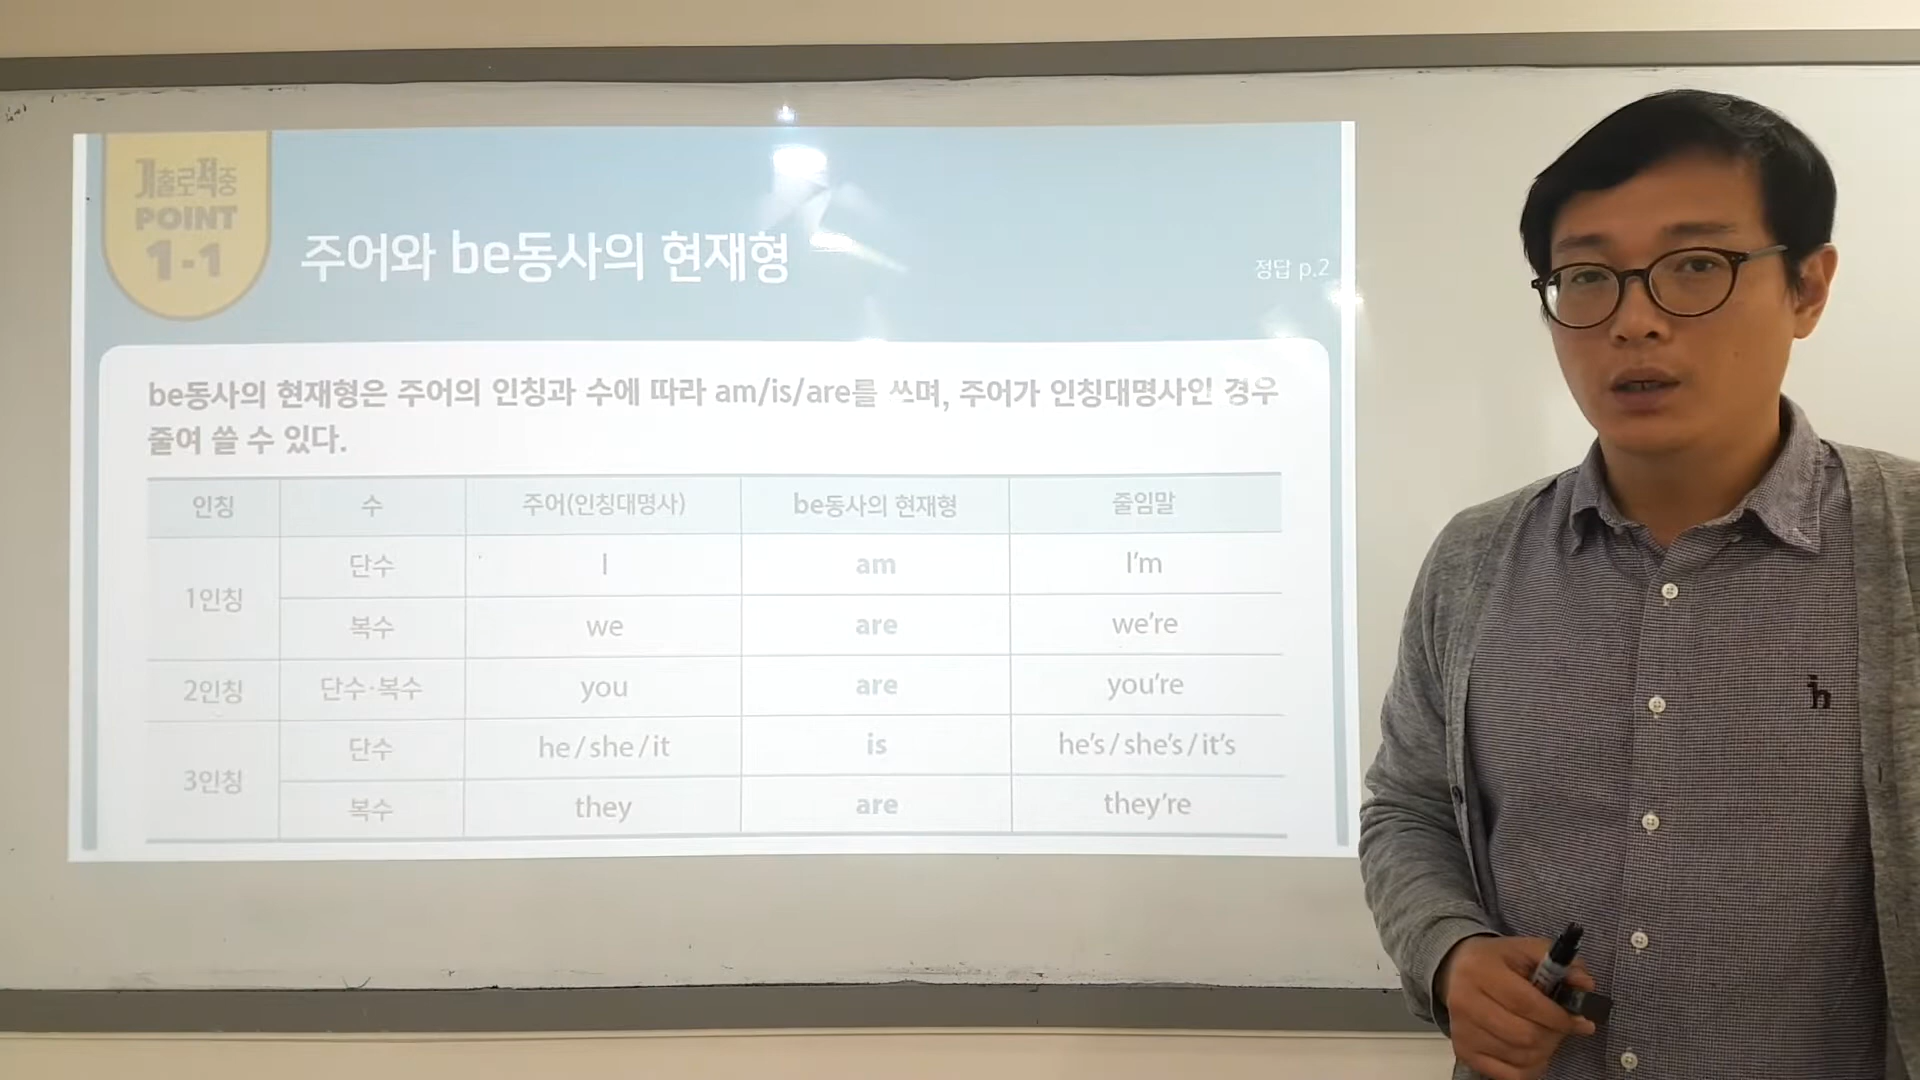 기출로적중
POINT
1-1
주어와 be동사의 현재형
정답 p.2
be동사의 현재형은 주어의 인칭과 수에 따라 am/is/are를 쓰며, 주어가 인칭대명사인 경우
줄여 쓸 수 있다.
인칭 수 주어(인칭대명사) be동사의 현재형 줄임말
1인칭 단수 I am I'm
복수 we are we're
2인칭 단수·복수 you are you're
3인칭 단수 he/she/it is he's/she's/it's
복수 they are they're